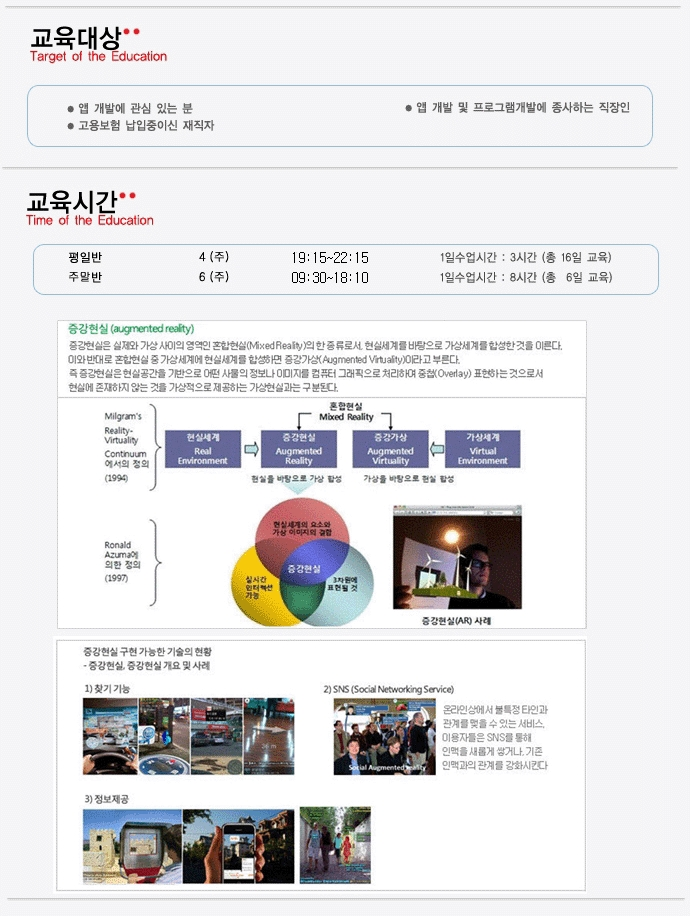 교육대상
Target of the Education
● 앱 개발에 관심 있는 분
● 앱 개발 및 프로그램개발에 종사하는 직장인
● 고용보험 납입중이신 재직자
교육시간
Time of the Education
평일반 4 (주) 19:15~22:15 1일수업시간 : 3시간 (총 16일 교육)
주말반 6 (주) 09:30~18:10 1일수업시간 : 8시간 (총 6일 교육)
증강현실 (augmented reality)
증강현실은 실제와 가상 사이의 영역인 혼합현실(Mixed Reality)의 한 종류로서, 현실세계를 바탕으로 가상세계를 합성한 것을 이른다.
이와 반대로 혼합현실 중 가상세계에 현실세계를 합성하면 증강가상(Augmented Virtuality)이라고 부른다.
즉 증강현실은 현실공간을 기반으로 어떤 사물의 정보나 이미지를 컴퓨터 그래픽으로 처리하여 중첩(Overlay) 표현하는 것으로서
현실에 존재하지 않는 것을 가상적으로 제공하는 가상현실과는 구분된다.
Milgram's
Reality-
Virtuality
Continuum
에서의 정의
(1994)
혼합현실
Mixed Reality
현실세계
Real
Environment
증강현실
Augmented
Reality
증강가상
Augmented
Virtuality
가상세계
Virtual
Environment
현실을 바탕으로 가상 합성
가상을 바탕으로 현실 합성
Ronald
Azuma에
의한 정의
(1997)
현실세계의 요소와
가상 이미지의 결합
증강현실
실시간
인터랙션
가능
3차원에
표현될 것
증강현실(AR) 사례
증강현실 구현 가능한 기술의 현황
- 증강현실, 증강현실 개요 및 사례
1) 찾기 기능
2) SNS (Social Networking Service)
Social Augmented reality
온라인상에서 불특정 타인과
관계를 맺을 수 있는 서비스,
이용자들은 SNS를 통해
인맥을 새롭게 쌓거나, 기존
인맥과의 관계를 강화시킨다
3) 정보제공